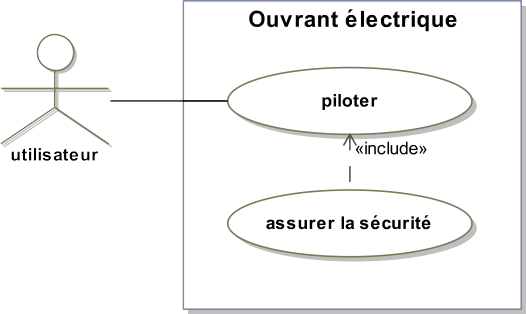 Ouvrant électrique
piloter
«include»
utilisateur
assurer la sécurité